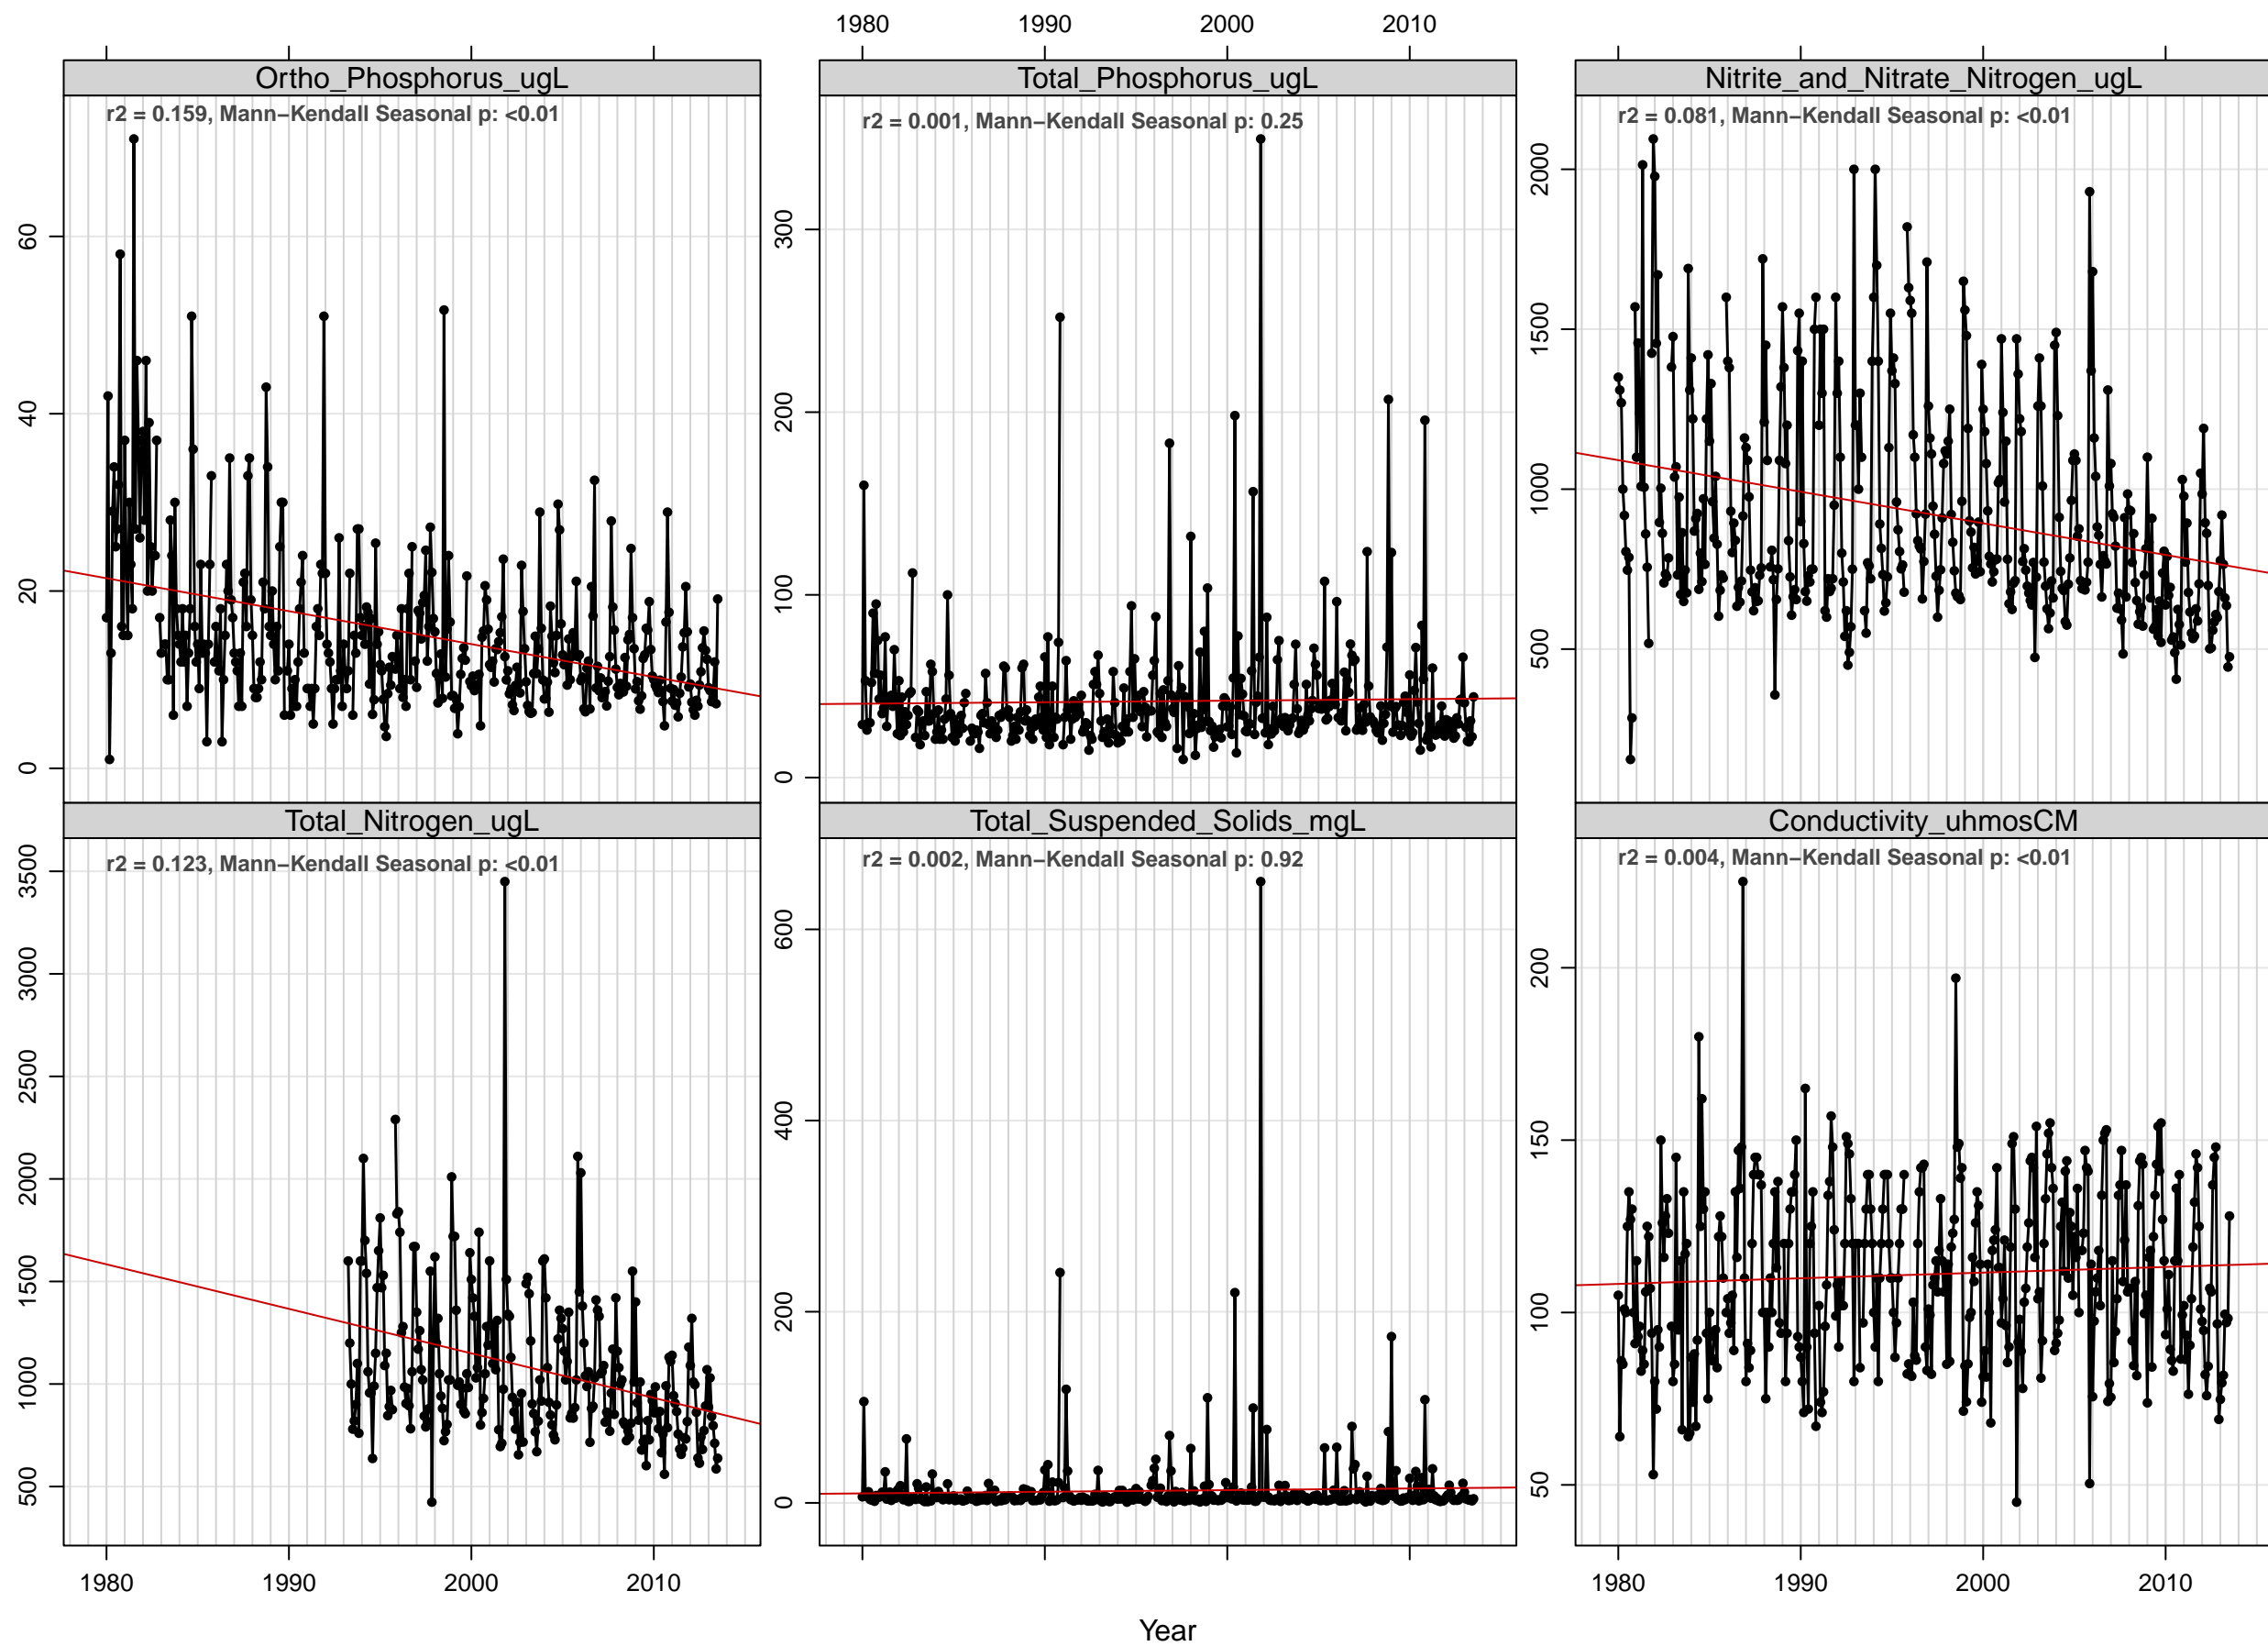 1980 1990 2000 2010
Ortho_Phosphorus_ugL
Total_Phosphorus_ugL
Nitrite_and_Nitrate_Nitrogen_ugL
r2 = 0.159, Mann−Kendall Seasonal p: <0.01
r2 = 0.001, Mann−Kendall Seasonal p: 0.25
r2 = 0.081, Mann−Kendall Seasonal p: <0.01
0 20 40 60
0 100 200 300
500 1000 1500 2000
Total_Nitrogen_ugL
Total_Suspended_Solids_mgL
Conductivity_uhmosCM
r2 = 0.123, Mann−Kendall Seasonal p: <0.01
r2 = 0.002, Mann−Kendall Seasonal p: 0.92
r2 = 0.004, Mann−Kendall Seasonal p: <0.01
500 1000 1500 2000 2500 3000 3500
0 200 400 600
50 100 150 200
1980 1990 2000 2010
1980 1990 2000 2010
Year